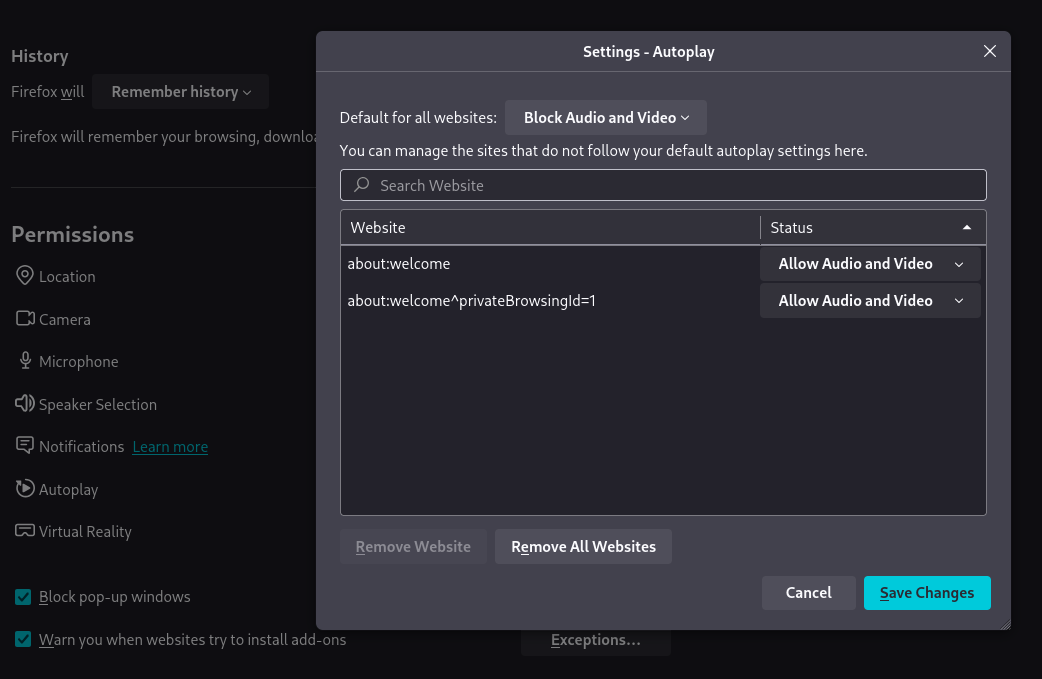 History
Firefox will Remember history
Firefox will remember your browsing, downloa
Permissions
Location
Camera
Microphone
Speaker Selection
Notifications Learn more
Autoplay
Virtual Reality
Block pop-up windows
Warn you when websites try to install add-ons
Exceptions...
Settings - Autoplay
Default for all websites: Block Audio and Video
You can manage the sites that do not follow your default autoplay settings here.
Search Website
Website Status
about:welcome Allow Audio and Video
about:welcome^privateBrowsingId=1 Allow Audio and Video
Remove Website Remove All Websites
Cancel Save Changes